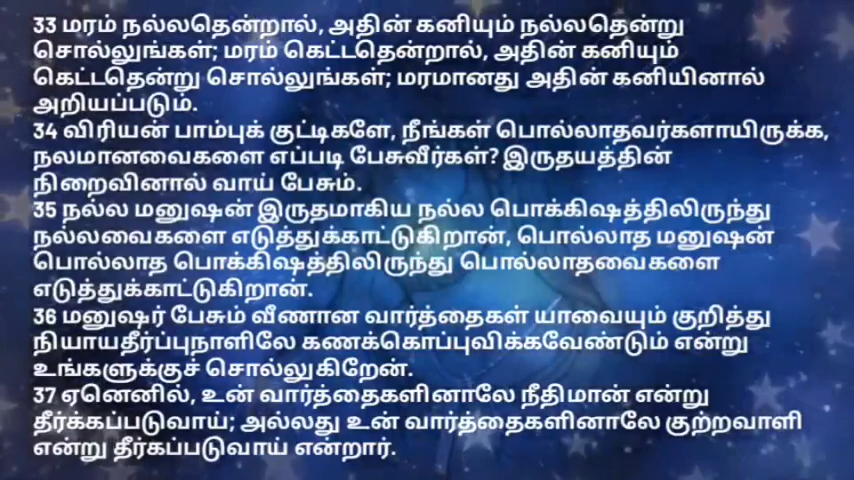 33 மரம் நல்லதென்றால், அதின் கனியும் நல்லதென்று
சொல்லுங்கள்; மரம் கெட்டதென்றால், அதின் கனியும்
கெட்டதென்று சொல்லுங்கள்; மரமானது அதின் கனியினால்
அறியப்படும்.
34 விரியன் பாம்புக் குட்டிகளே, நீங்கள் பொல்லாதவர்களாயிருக்க,
நலமானவைகளை எப்படி பேசுவீர்கள்? இருதயத்தின்
நிறைவினால் வாய் பேசும்.
35 நல்ல மனுஷன் இருதமாகிய நல்ல பொக்கிஷத்திலிருந்து
நல்லவைகளை எடுத்துக்காட்டுகிறான், பொல்லாத மனுஷன்
பொல்லாத பொக்கிஷத்திலிருந்து பொல்லாதவைகளை
எடுத்துக்காட்டுகிறான்.
36 மனுஷர் பேசும் வீணான வார்த்தைகள் யாவையும் குறித்து
நியாயதீர்ப்புநாளிலே கணக்கொப்புவிக்கவேண்டும் என்று
உங்களுக்குச் சொல்லுகிறேன்.
37 ஏனெனில், உன் வார்த்தைகளினாலே நீதிமான் என்று
தீர்க்கப்படுவாய்; அல்லது உன் வார்த்தைகளினாலே குற்றவாளி
என்று தீர்கப்படுவாய் என்றார்.